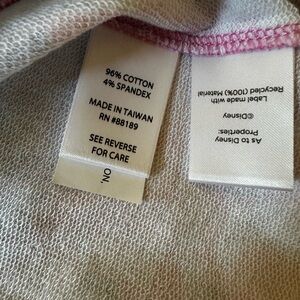 96% COTTON
4% SPANDEX
MADE IN TAIWAN
RN #88189
SEE REVERSE
FOR CARE
ON,
As to Disney
Properties:
©Disney
Label made with
Recycled (100%) Material